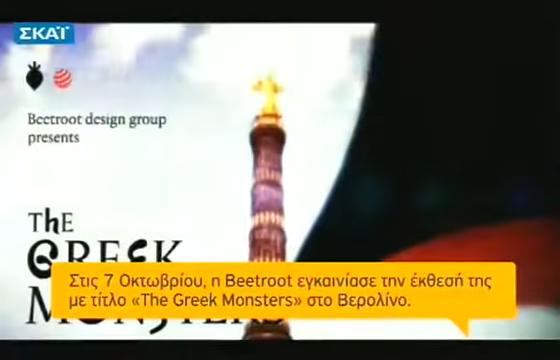 ΣΚΑΪ
Beetroot design group
presents
THE
GREEK
MONSTERS
Στις 7 Οκτωβρίου, η Beetroot εγκαινίασε την έκθεσή της
με τίτλο «The Greek Monsters» στο Βερολίνο.